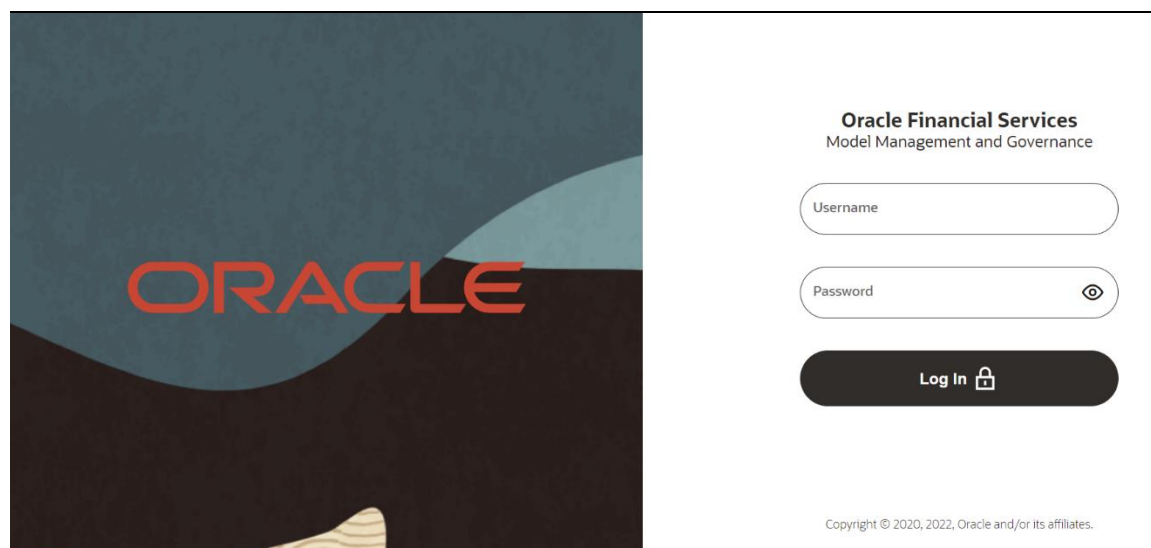 ORACLE
Oracle Financial Services
Model Management and Governance
Username
Password
Log In
Copyright © 2020, 2022, Oracle and/or its affiliates.